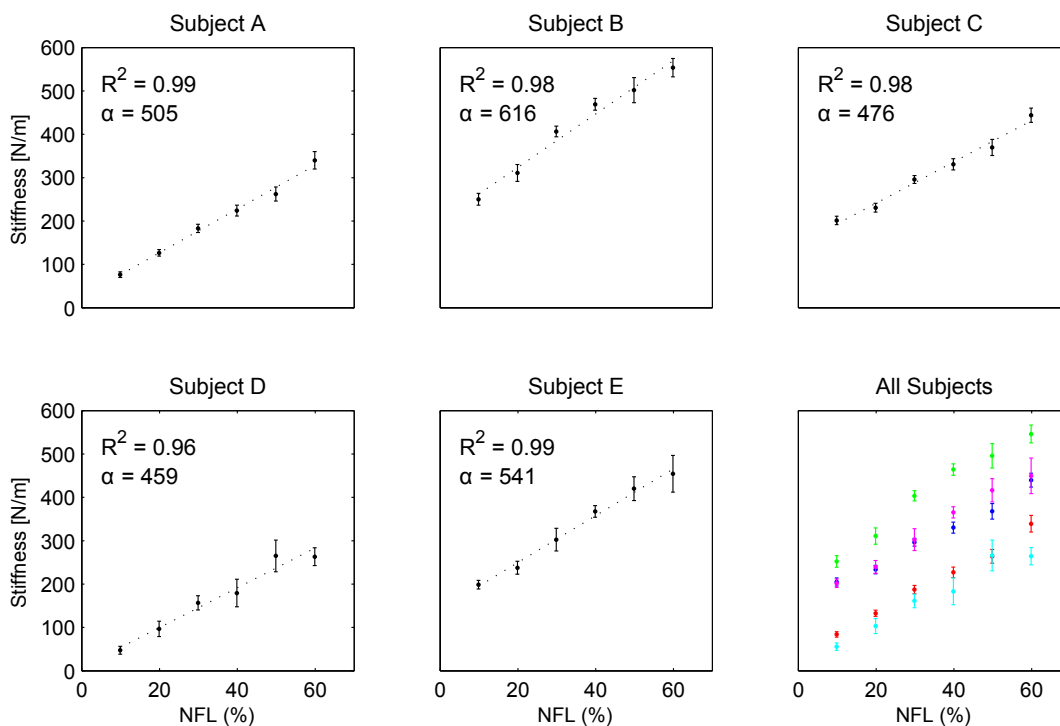 Subject A
Subject B
Subject C
600
500
400
300
200
100
0
Stiffness [N/m]
R² = 0.99
α = 505
R² = 0.98
α = 616
R² = 0.98
α = 476
Subject D
Subject E
All Subjects
600
500
400
300
200
100
0
Stiffness [N/m]
R² = 0.96
α = 459
R² = 0.99
α = 541
0 20 40 60
NFL (%)
0 20 40 60
NFL (%)
0 20 40 60
NFL (%)